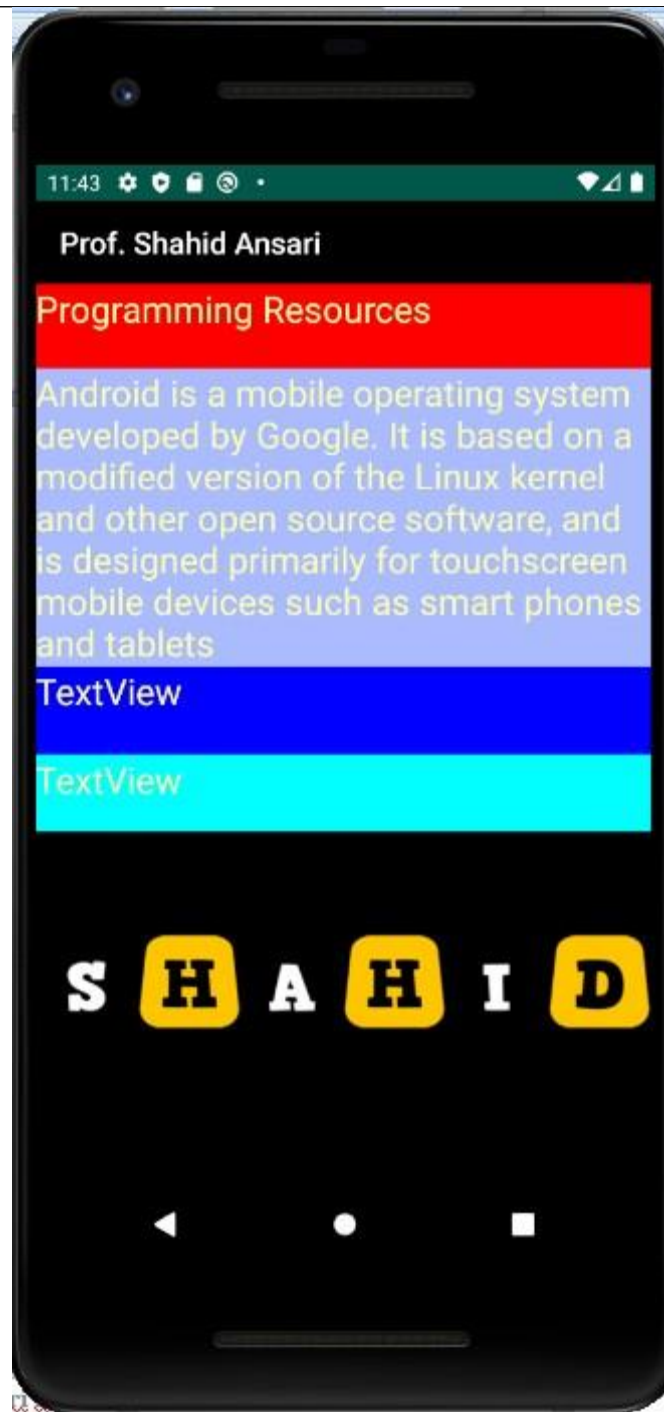 11:43
Prof. Shahid Ansari
Programming Resources
Android is a mobile operating system
developed by Google. It is based on a
modified version of the Linux kernel
and other open source software, and
is designed primarily for touchscreen
mobile devices such as smart phones
and tablets
TextView
TextView
S H A H I D